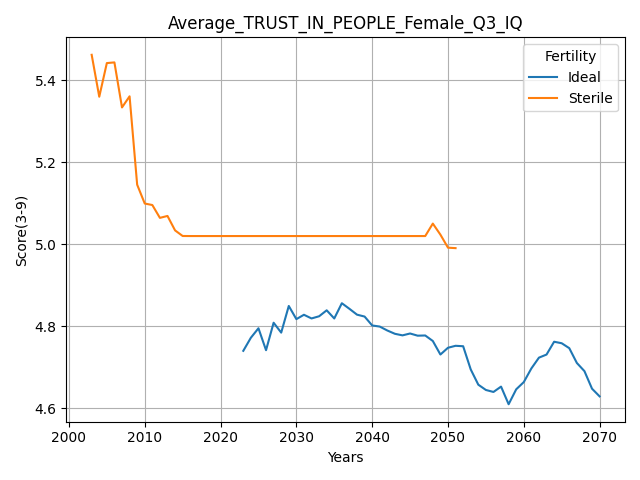 Average_TRUST_IN_PEOPLE_Female_Q3_IQ
Fertility
Ideal
Sterile
Score(3-9)
5.4
5.2
5.0
4.8
4.6
2000 2010 2020 2030 2040 2050 2060 2070
Years